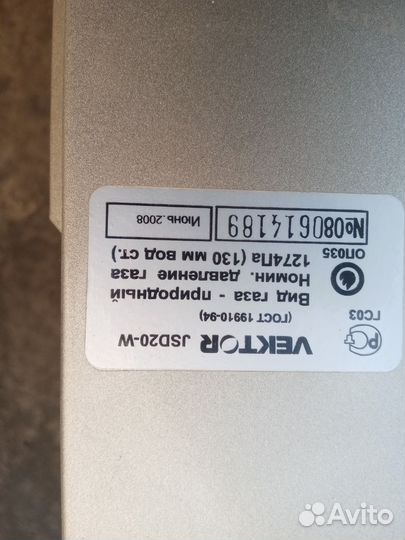 VEKTOR JSD20-W
(ГОСТ 19910-94)
РСТ
ГС03
Вид газа - природный
Номин. давление газа
1274Па (130 мм вод ст.)
ОП035
№080614189
Июнь.2008
Avito